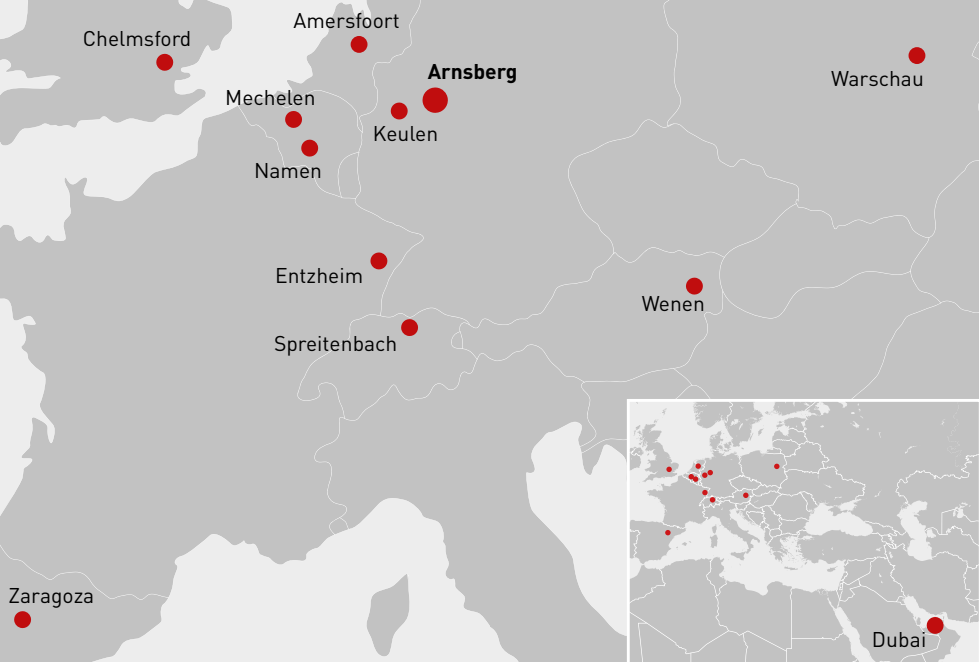 Amersfoort
Chelmsford
Arnsberg
Warschau
Mechelen
Keulen
Namen
Entzheim
Wenen
Spreitenbach
Zaragoza
Dubai